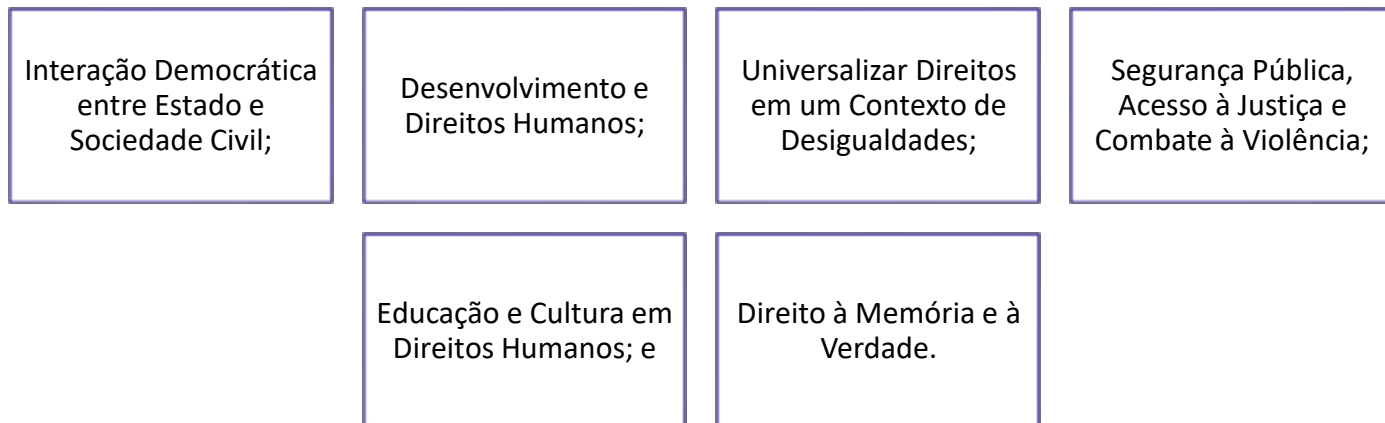 Interação Democrática
entre Estado e
Sociedade Civil;
Desenvolvimento e
Direitos Humanos;
Universalizar Direitos
em um Contexto de
Desigualdades;
Segurança Pública,
Acesso à Justiça e
Combate à Violência;
Educação e Cultura em
Direitos Humanos; e
Direito à Memória e à
Verdade.